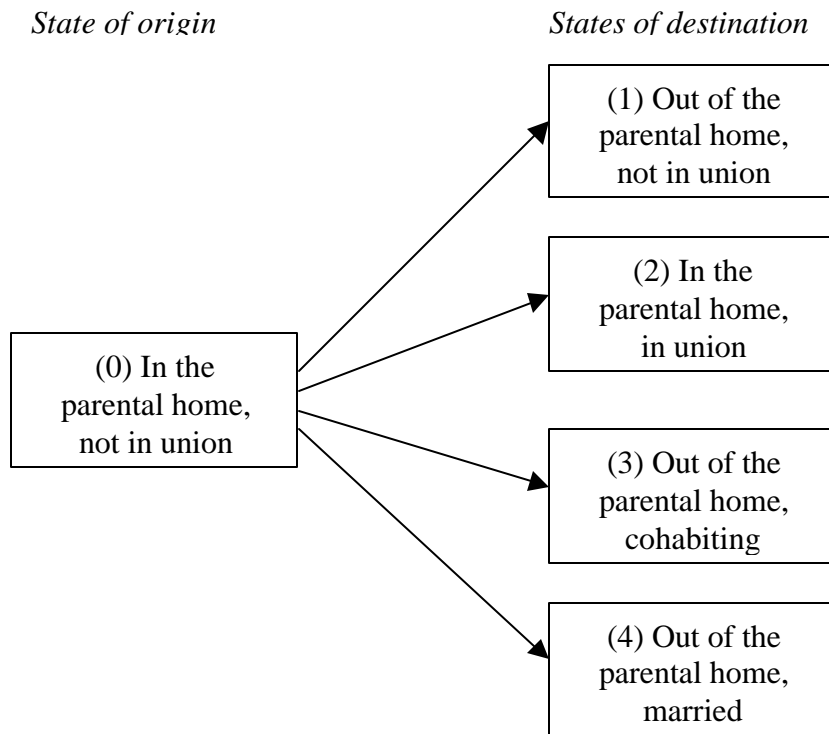 State of origin
States of destination
(1) Out of the
parental home,
not in union
(2) In the
parental home,
in union
(0) In the
parental home,
not in union
(3) Out of the
parental home,
cohabiting
(4) Out of the
parental home,
married